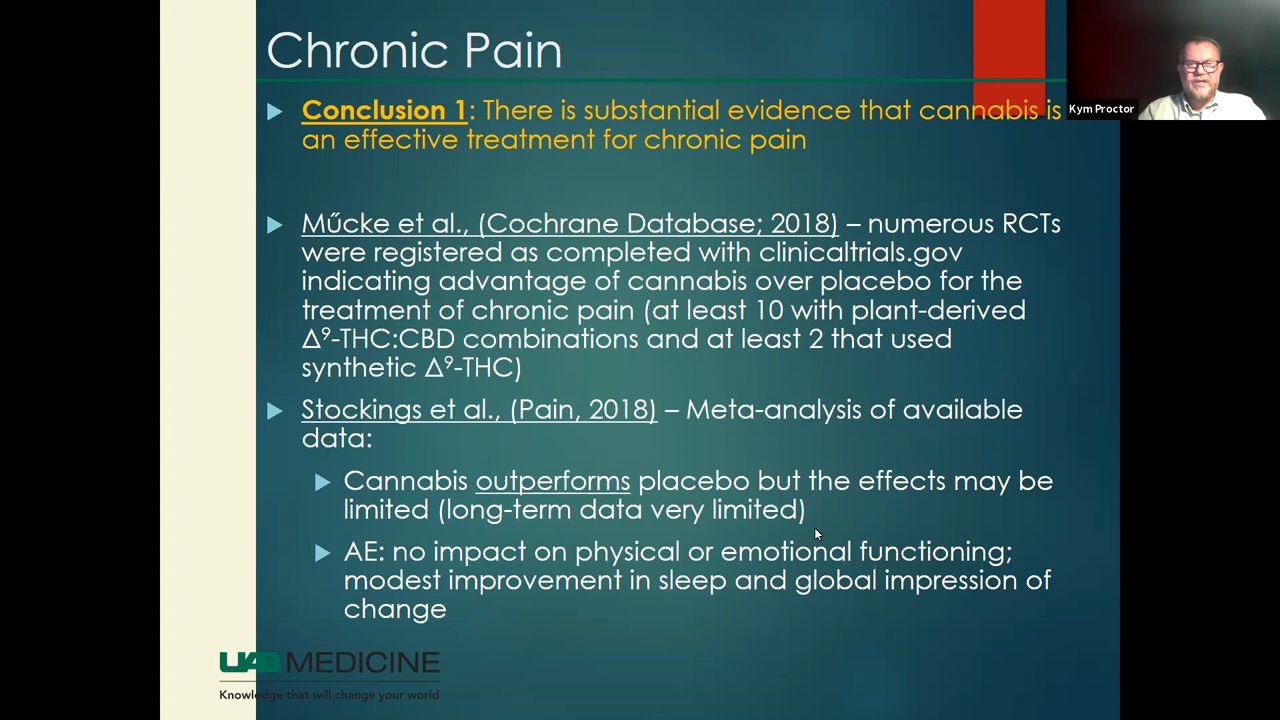 Chronic Pain
Kym Proctor
Conclusion 1: There is substantial evidence that cannabis is
an effective treatment for chronic pain
Műcke et al., (Cochrane Database; 2018) – numerous RCTs
were registered as completed with clinicaltrials.gov
indicating advantage of cannabis over placebo for the
treatment of chronic pain (at least 10 with plant-derived
Δ⁹-THC:CBD combinations and at least 2 that used
synthetic Δ⁹-THC)
Stockings et al., (Pain, 2018) – Meta-analysis of available
data:
Cannabis outperforms placebo but the effects may be
limited (long-term data very limited)
AE: no impact on physical or emotional functioning;
modest improvement in sleep and global impression of
change
UAB MEDICINE
Knowledge that will change your world